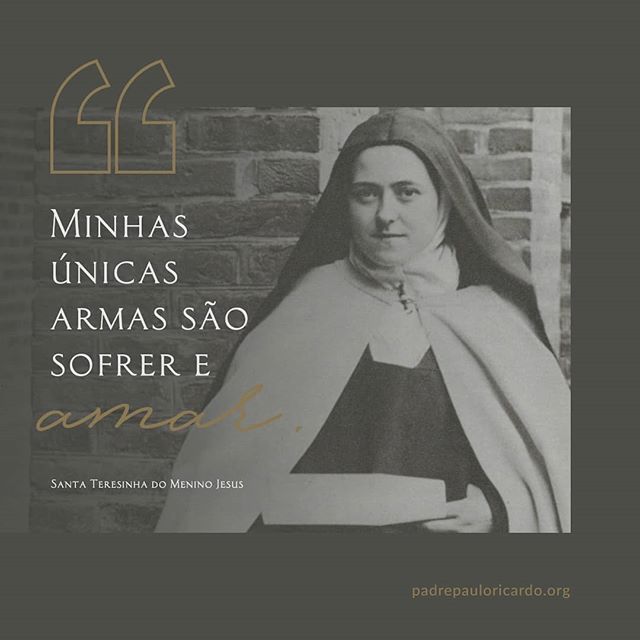 MINHAS
ÚNICAS
ARMAS SÃO
SOFRER E
amar.
SANTA TERESINHA DO MENINO JESUS
padrepauloricardo.org